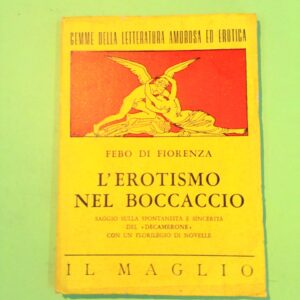 GEMME DELLA LETTERATURA AMOROSA ED EROTICA
FEBO DI FIORENZA
L'EROTISMO
NEL BOCCACCIO
SAGGIO SULLA SPONTANEITÀ E SINCERITÀ
DEL «DECAMERONE»
CON UN FLORILEGIO DI NOVELLE
IL MAGLIO